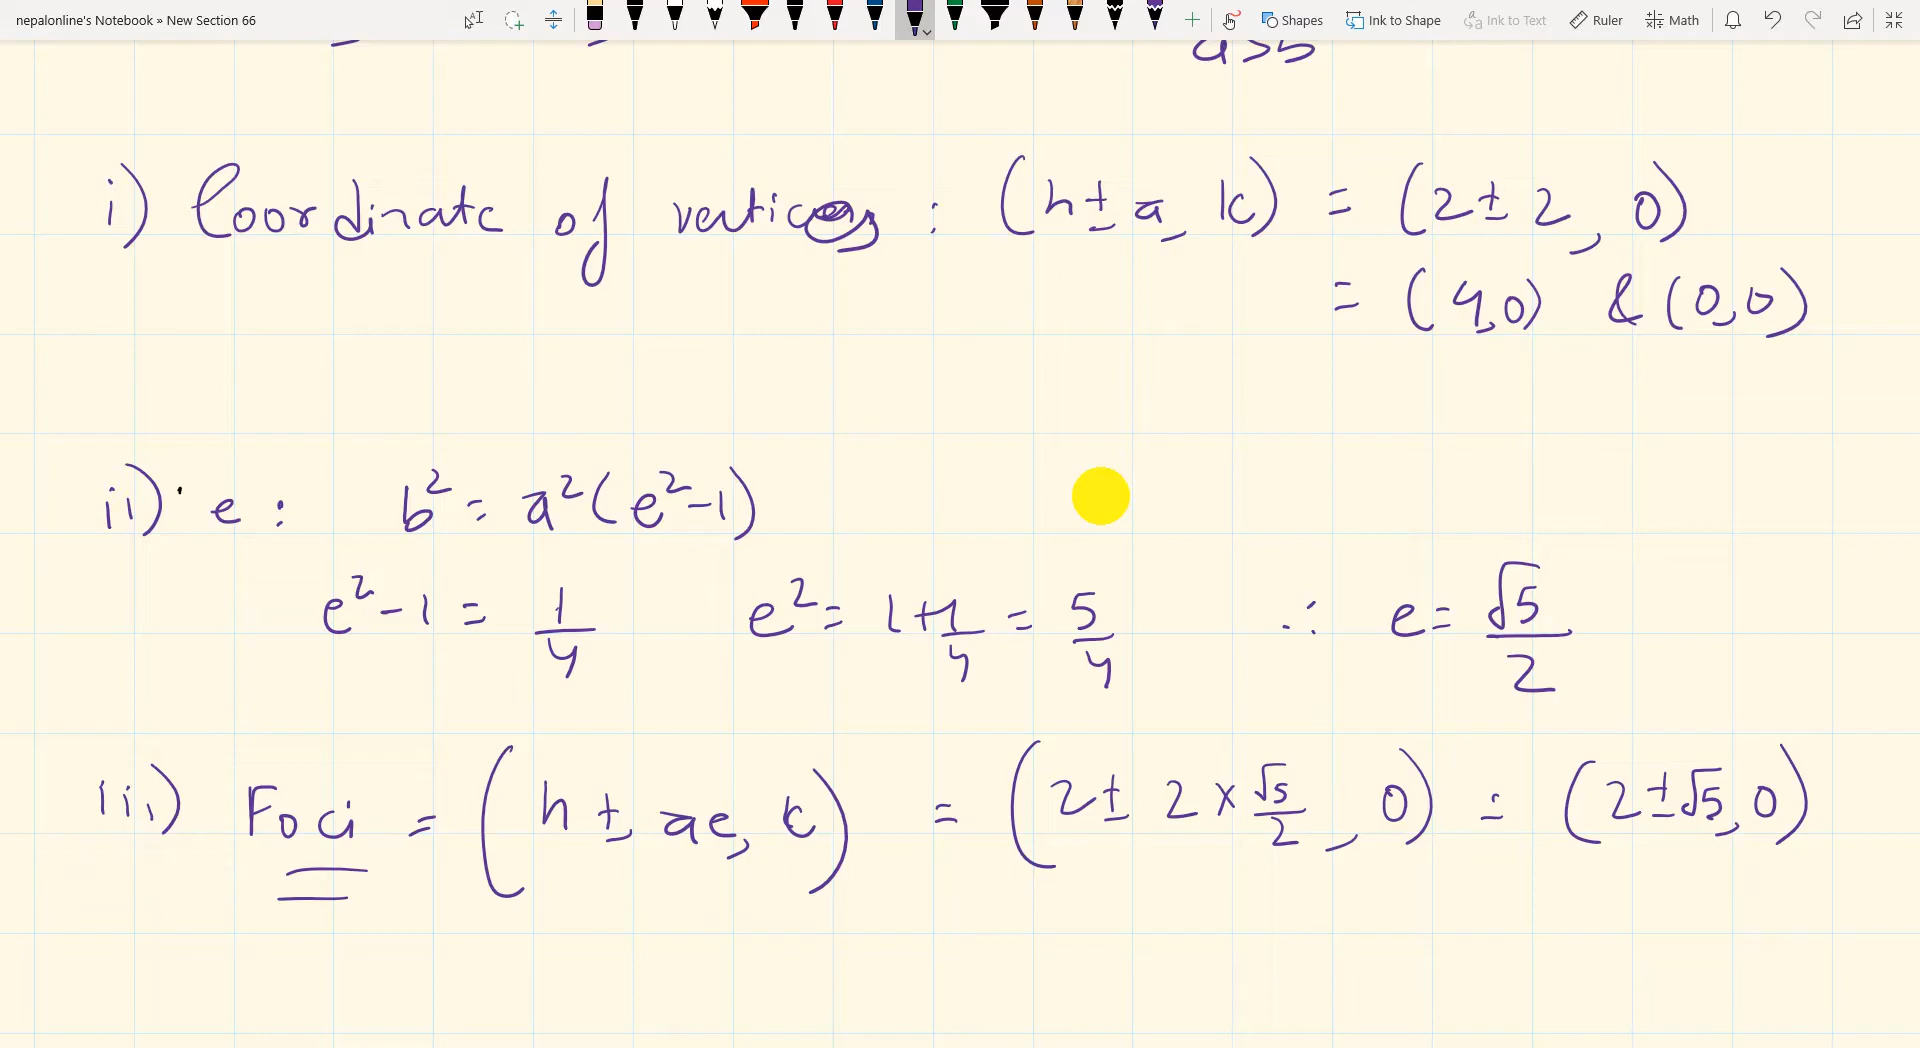 nepalonline's Notebook » New Section 66 Shapes Ink to Shape Ink to Text Ruler Math
a>b
i) Coordinate of vertices : (h ± a, k) = (2 ± 2, 0)
= (4,0) & (0,0)
ii) e : b² = a²(e²-1)
e²-1 = 1/4 e² = 1+1/4 = 5/4 ∴ e = √5/2
iii) Foci = (h ± ae, k) = (2 ± 2×√5/2, 0) = (2±√5, 0)